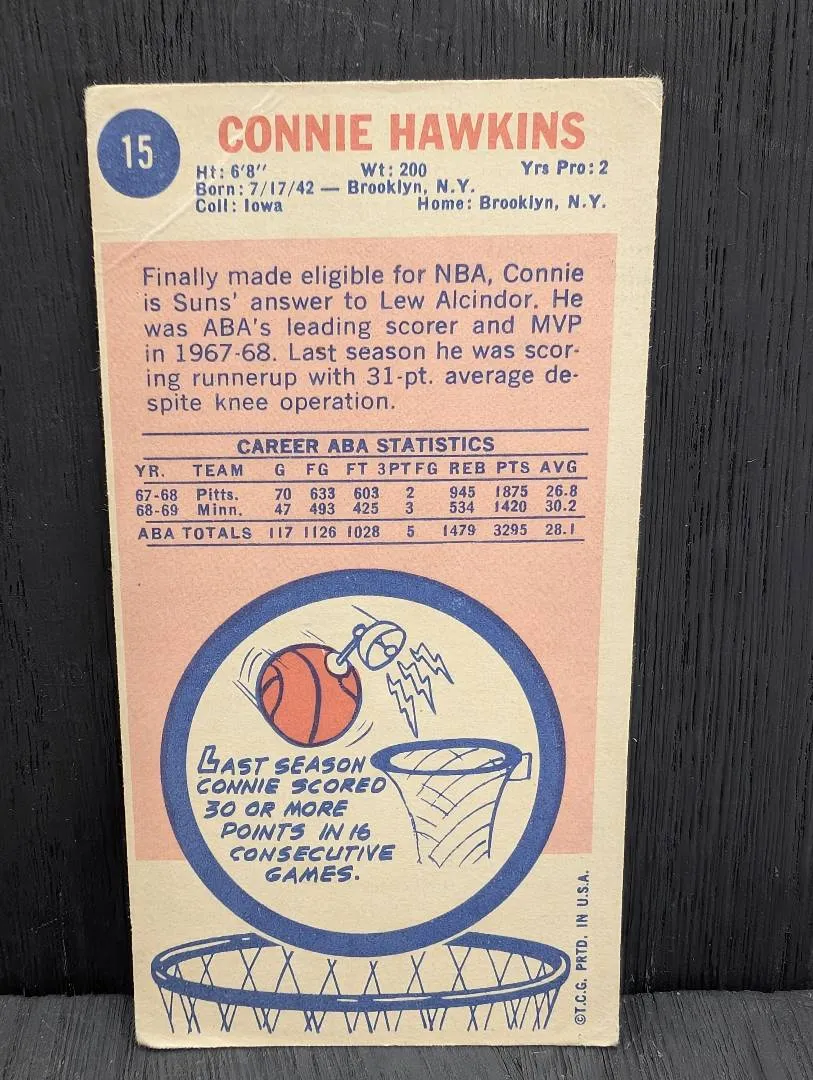 15
CONNIE HAWKINS
Ht: 6'8" Wt: 200 Yrs Pro: 2
Born: 7/17/42 — Brooklyn, N.Y.
Coll: Iowa Home: Brooklyn, N.Y.
Finally made eligible for NBA, Connie
is Suns' answer to Lew Alcindor. He
was ABA's leading scorer and MVP
in 1967-68. Last season he was scor-
ing runnerup with 31-pt. average de-
spite knee operation.
CAREER ABA STATISTICS
YR. TEAM G FG FT 3PTFG REB PTS AVG
67-68 Pitts. 70 633 603 2 945 1875 26.8
68-69 Minn. 47 493 425 3 534 1420 30.2
ABA TOTALS 117 1126 1028 5 1479 3295 28.1
LAST SEASON
CONNIE SCORED
30 OR MORE
POINTS IN 16
CONSECUTIVE
GAMES.
©T.C.G. PRTD. IN U.S.A.